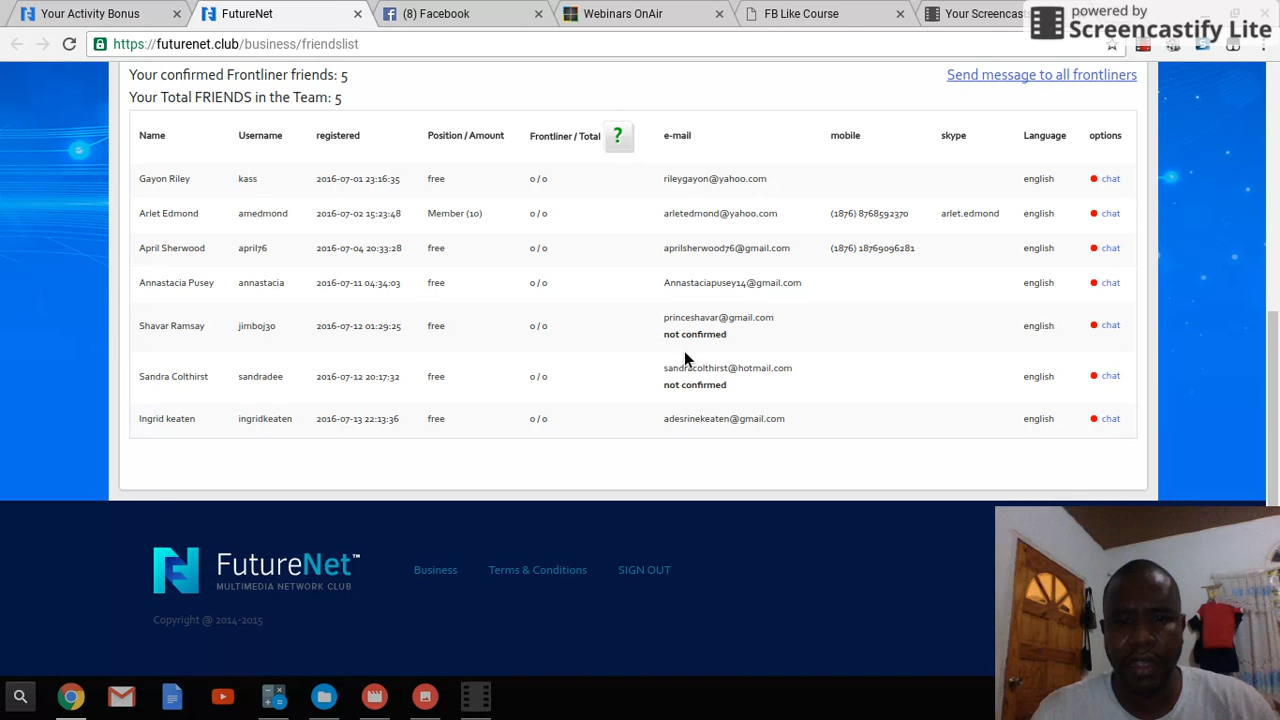 Your Activity Bonus
FutureNet
(8) Facebook
Webinars OnAir
FB Like Course
Your Screencast
powered by
Screencastify Lite
https://futurenet.club/business/friendslist
Your confirmed Frontliner friends: 5
Send message to all frontliners
Your Total FRIENDS in the Team: 5
Name Username registered Position / Amount Frontliner / Total ? e-mail mobile skype Language options
Gayon Riley kass 2016-07-01 23:16:35 free 0 / 0 rileygayon@yahoo.com english chat
Arlet Edmond amedmond 2016-07-02 15:23:48 Member (10) 0 / 0 arletedmond@yahoo.com (1876) 8768592370 arlet.edmond english chat
April Sherwood april76 2016-07-04 20:33:28 free 0 / 0 aprilsherwood76@gmail.com (1876) 18769096281 english chat
Annastacia Pusey annastacia 2016-07-11 04:34:03 free 0 / 0 Annastaciapusey14@gmail.com english chat
Shavar Ramsay jimboj30 2016-07-12 01:29:25 free 0 / 0 princeshavar@gmail.com english chat
not confirmed
Sandra Colthirst sandradee 2016-07-12 20:17:32 free 0 / 0 sandracolthirst@hotmail.com english chat
not confirmed
Ingrid keaten ingridkeaten 2016-07-13 22:13:36 free 0 / 0 adesrinekeaten@gmail.com english chat
FutureNet™
MULTIMEDIA NETWORK CLUB
Business Terms & Conditions SIGN OUT
Copyright @ 2014-2015